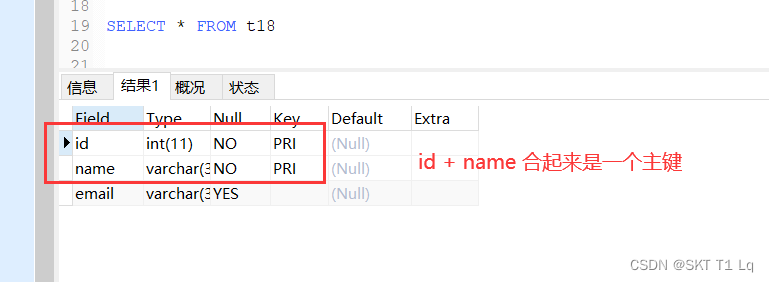 18
19 SELECT * FROM t18
20
21
信息 结果1 概况 状态
Field Type Null Key Default Extra
id int(11) NO PRI (Null)
name varchar(3 NO PRI (Null)
email varchar(3 YES (Null)
id + name 合起来是一个主键
CSDN @SKT T1 Lq